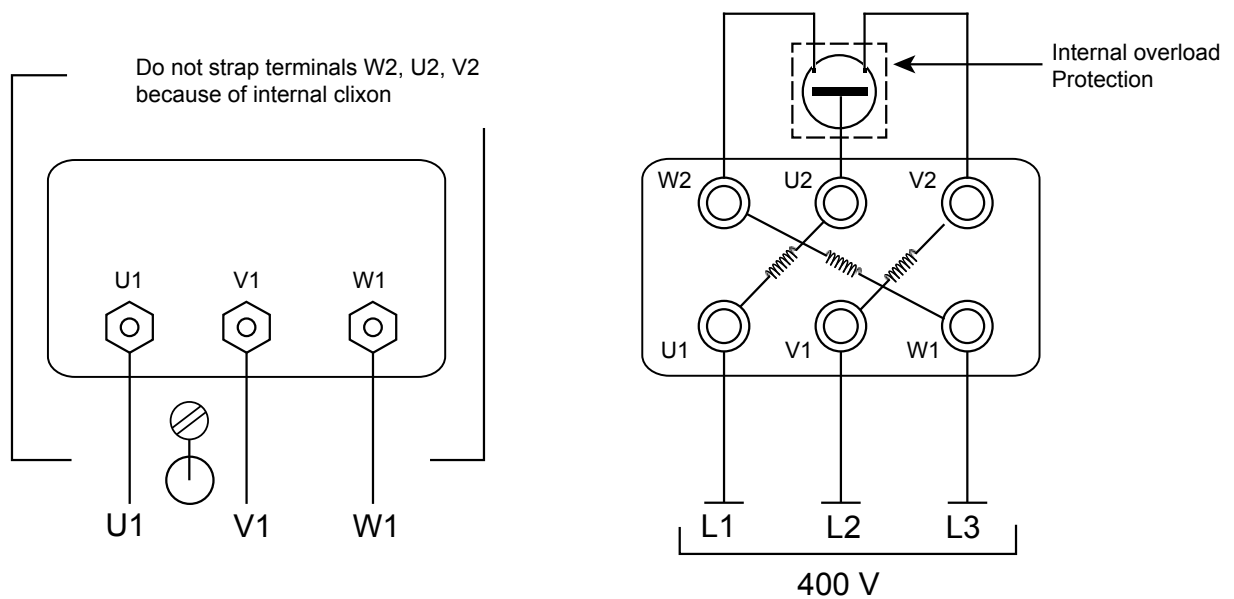 Do not strap terminals W2, U2, V2
because of internal clixon
U1
V1
W1
U1
V1
W1
Internal overload
Protection
W2
U2
V2
U1
V1
W1
L1
L2
L3
400 V